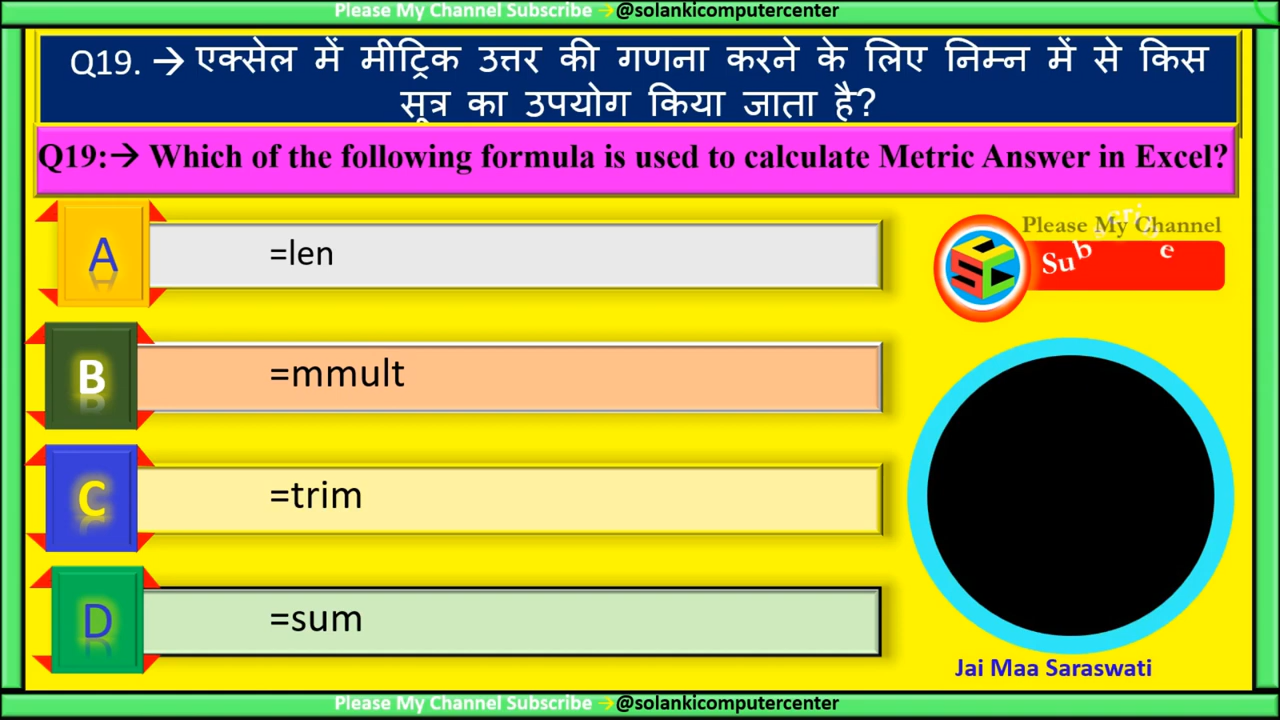 Please My Channel Subscribe → @solankicomputercenter
Q19. → एक्सेल में मीट्रिक उत्तर की गणना करने के लिए निम्न में से किस
सूत्र का उपयोग किया जाता है?
Q19:→ Which of the following formula is used to calculate Metric Answer in Excel?
A =len
Please My Channel
Subscribe
B =mmult
C =trim
D =sum
Jai Maa Saraswati
Please My Channel Subscribe → @solankicomputercenter